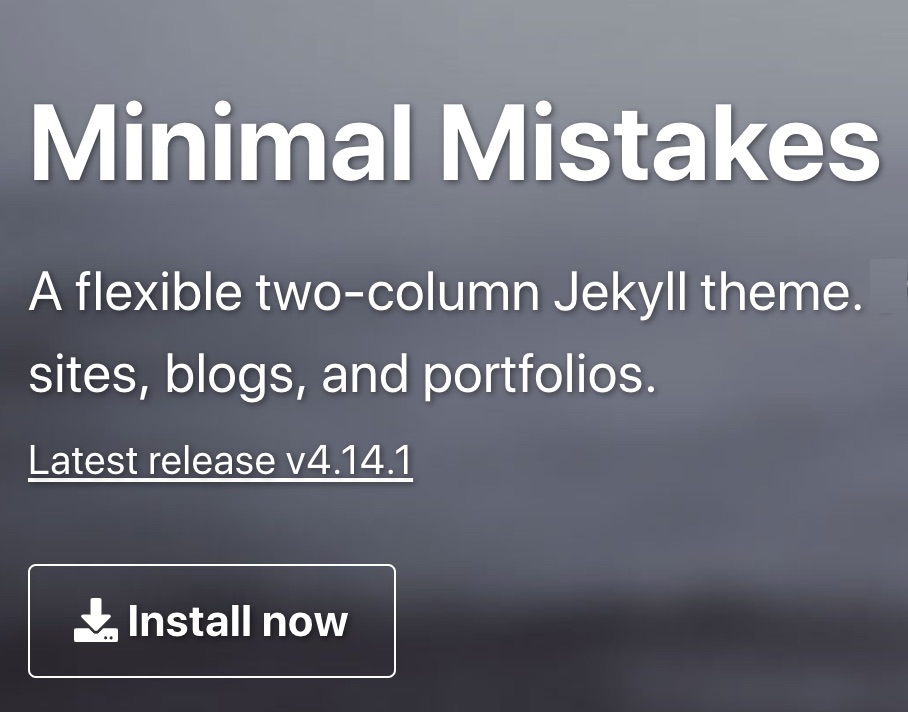 Minimal Mistakes
A flexible two-column Jekyll theme.
sites, blogs, and portfolios.
Latest release v4.14.1
Install now